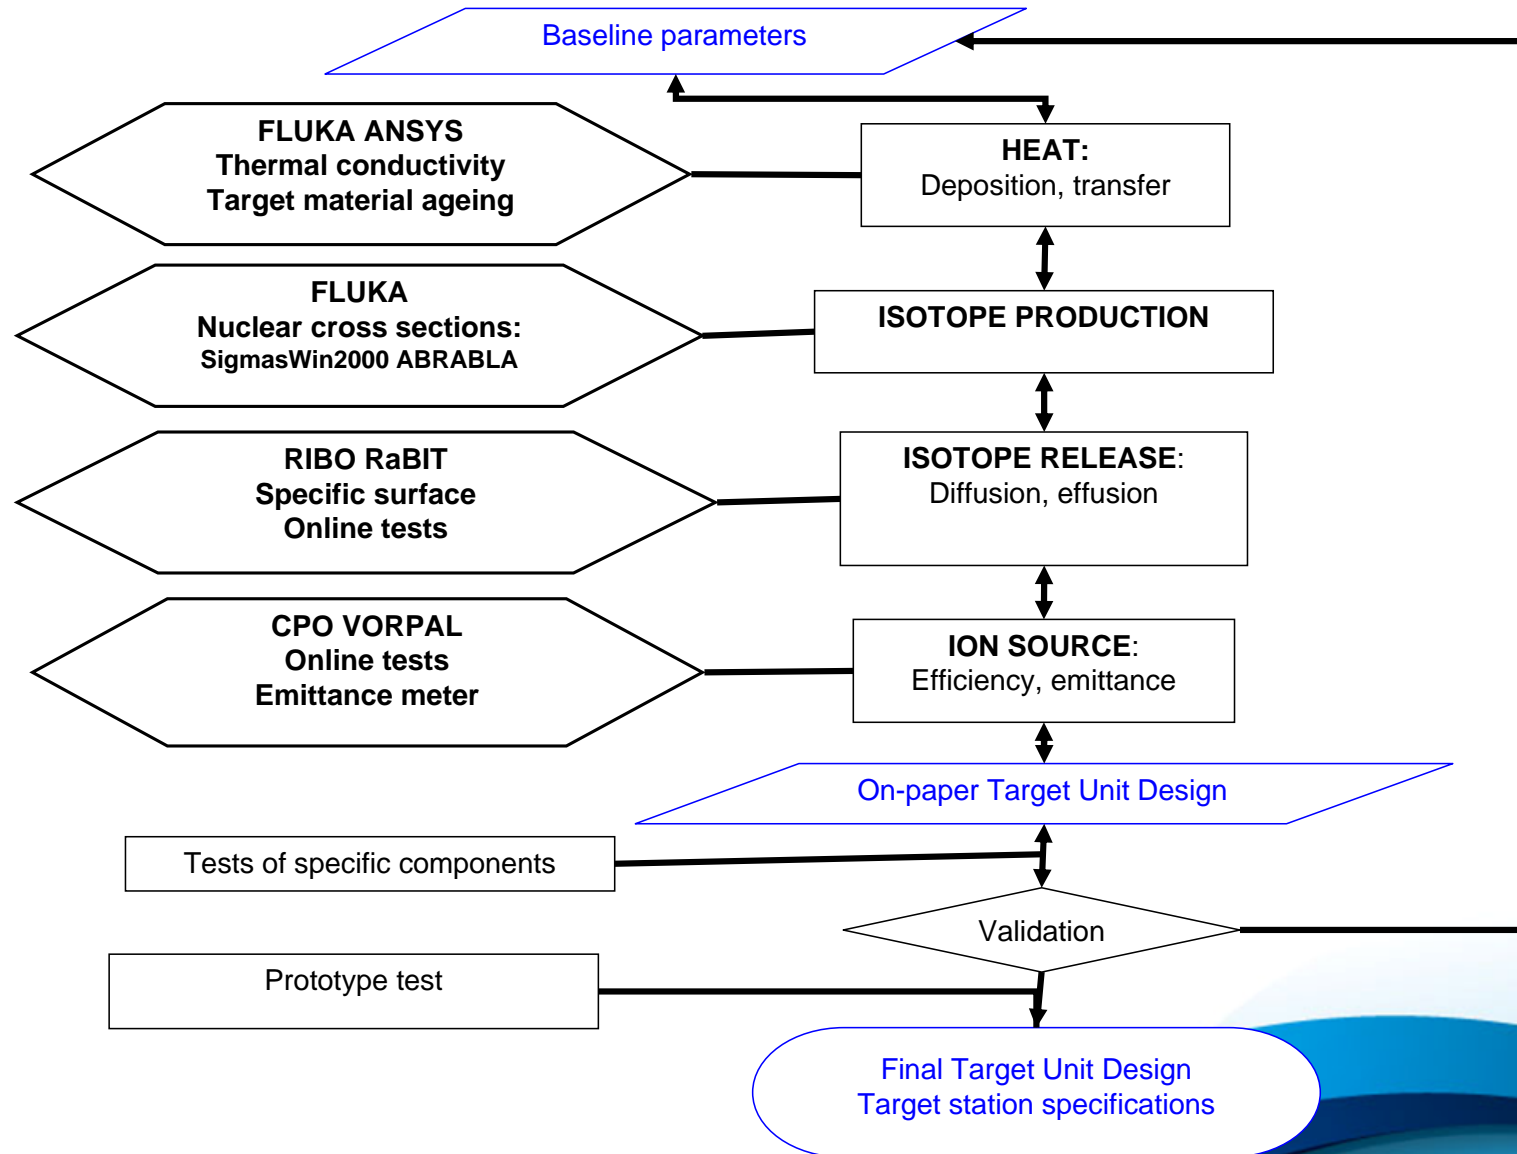 Baseline parameters
FLUKA ANSYS
Thermal conductivity
Target material ageing
HEAT:
Deposition, transfer
FLUKA
Nuclear cross sections:
SigmasWin2000 ABRABLA
ISOTOPE PRODUCTION
RIBO RaBIT
Specific surface
Online tests
ISOTOPE RELEASE:
Diffusion, effusion
CPO VORPAL
Online tests
Emittance meter
ION SOURCE:
Efficiency, emittance
On-paper Target Unit Design
Tests of specific components
Validation
Prototype test
Final Target Unit Design
Target station specifications